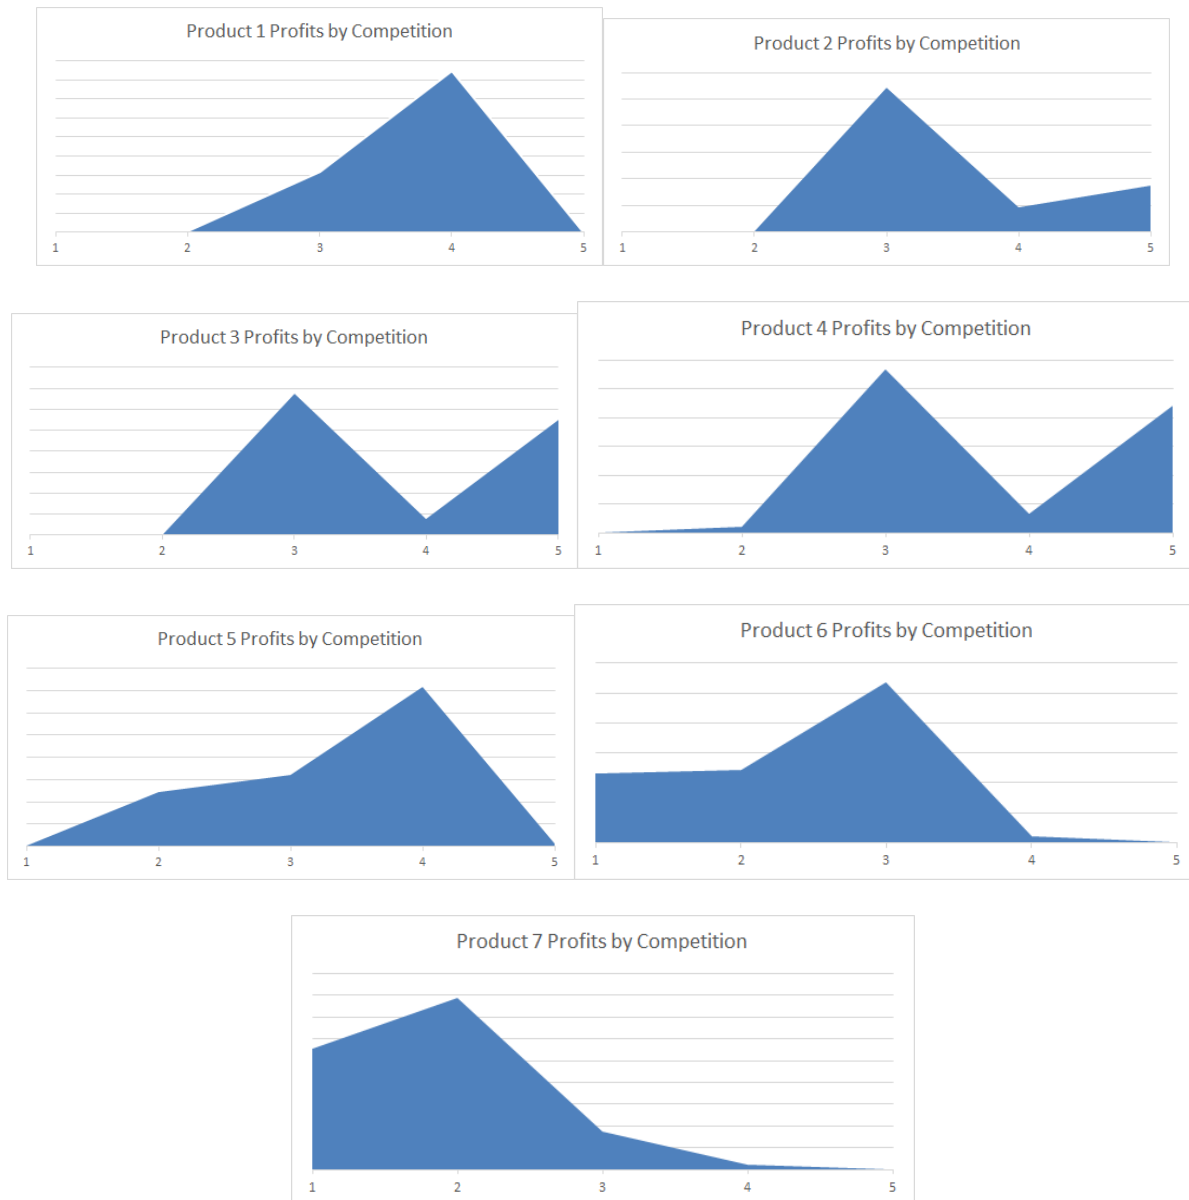 Product 1 Profits by Competition
1 2 3 4 5
Product 2 Profits by Competition
1 2 3 4 5
Product 3 Profits by Competition
1 2 3 4 5
Product 4 Profits by Competition
1 2 3 4 5
Product 5 Profits by Competition
1 2 3 4 5
Product 6 Profits by Competition
1 2 3 4 5
Product 7 Profits by Competition
1 2 3 4 5